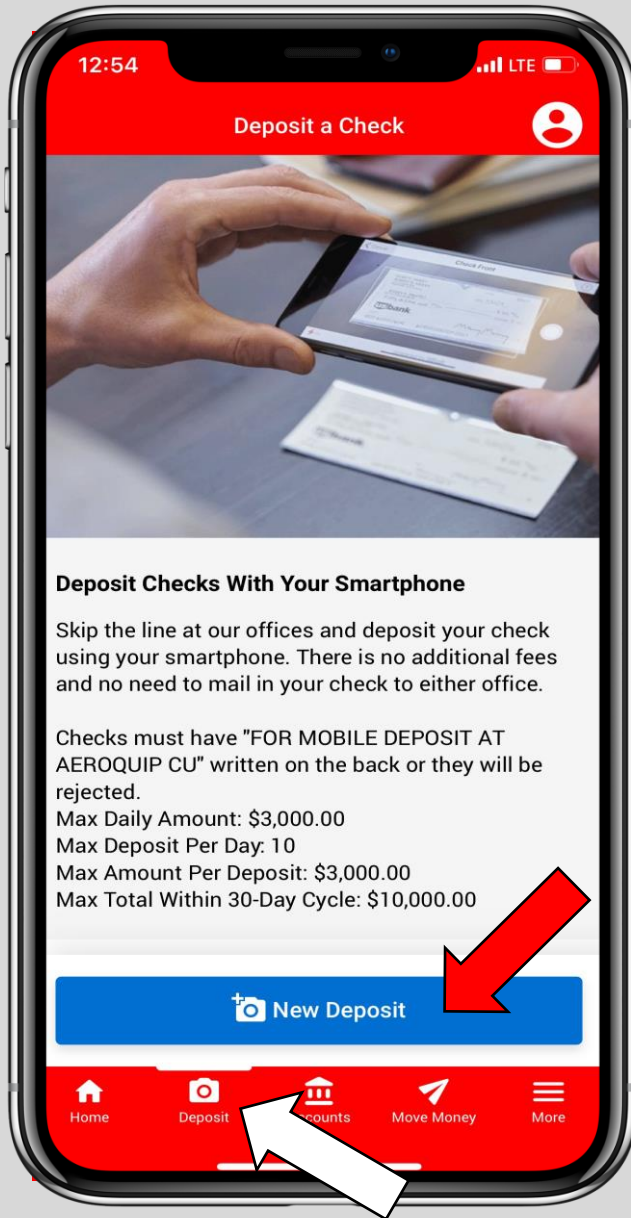 12:54
LTE
Deposit a Check
Check Front
bank
bank
Deposit Checks With Your Smartphone
Skip the line at our offices and deposit your check
using your smartphone. There is no additional fees
and no need to mail in your check to either office.
Checks must have "FOR MOBILE DEPOSIT AT
AEROQUIP CU" written on the back or they will be
rejected.
Max Daily Amount: $3,000.00
Max Deposit Per Day: 10
Max Amount Per Deposit: $3,000.00
Max Total Within 30-Day Cycle: $10,000.00
New Deposit
Home
Deposit
Move Money
More